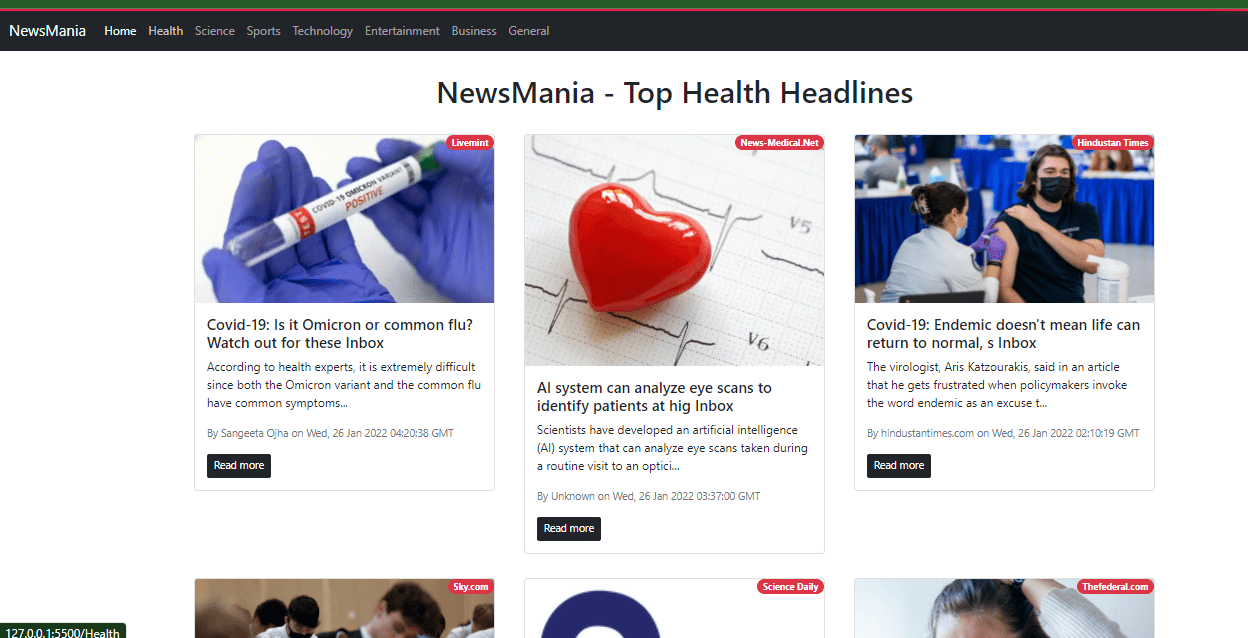 NewsMania Home Health Science Sports Technology Entertainment Business General
NewsMania - Top Health Headlines
Livemint
COVID-19 OMICRON VARIANT
POSITIVE
TEST
Covid-19: Is it Omicron or common flu?
Watch out for these Inbox
According to health experts, it is extremely difficult
since both the Omicron variant and the common flu
have common symptoms...
By Sangeeta Ojha on Wed, 26 Jan 2022 04:20:38 GMT
Read more
News-Medical.Net
V5
V6
AI system can analyze eye scans to
identify patients at hig Inbox
Scientists have developed an artificial intelligence
(AI) system that can analyze eye scans taken during
a routine visit to an optici...
By Unknown on Wed, 26 Jan 2022 03:37:00 GMT
Read more
Hindustan Times
Covid-19: Endemic doesn't mean life can
return to normal, s Inbox
The virologist, Aris Katzourakis, said in an article
that he gets frustrated when policymakers invoke
the word endemic as an excuse t...
By hindustantimes.com on Wed, 26 Jan 2022 02:10:19 GMT
Read more
Sky.com
Science Daily
Thefederal.com
127.0.0.1:5500/Health